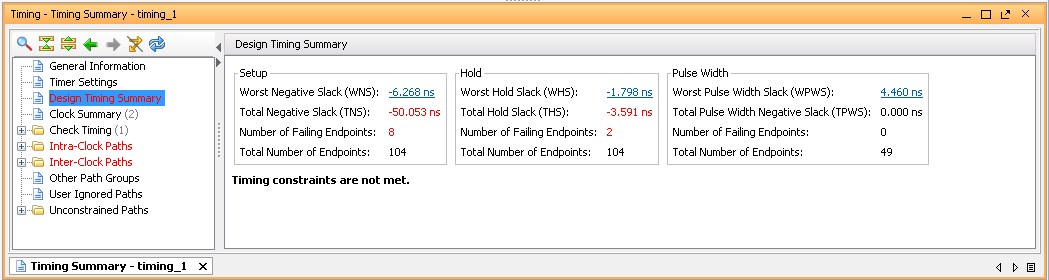 Timing - Timing Summary - timing_1
General Information
Timer Settings
Design Timing Summary
Clock Summary (2)
Check Timing (1)
Intra-Clock Paths
Inter-Clock Paths
Other Path Groups
User Ignored Paths
Unconstrained Paths
Design Timing Summary
Setup
Worst Negative Slack (WNS): -6.268 ns
Total Negative Slack (TNS): -50.053 ns
Number of Failing Endpoints: 8
Total Number of Endpoints: 104
Hold
Worst Hold Slack (WHS): -1.798 ns
Total Hold Slack (THS): -3.591 ns
Number of Failing Endpoints: 2
Total Number of Endpoints: 104
Pulse Width
Worst Pulse Width Slack (WPWS): 4.460 ns
Total Pulse Width Negative Slack (TPWS): 0.000 ns
Number of Failing Endpoints: 0
Total Number of Endpoints: 49
Timing constraints are not met.
Timing Summary - timing_1